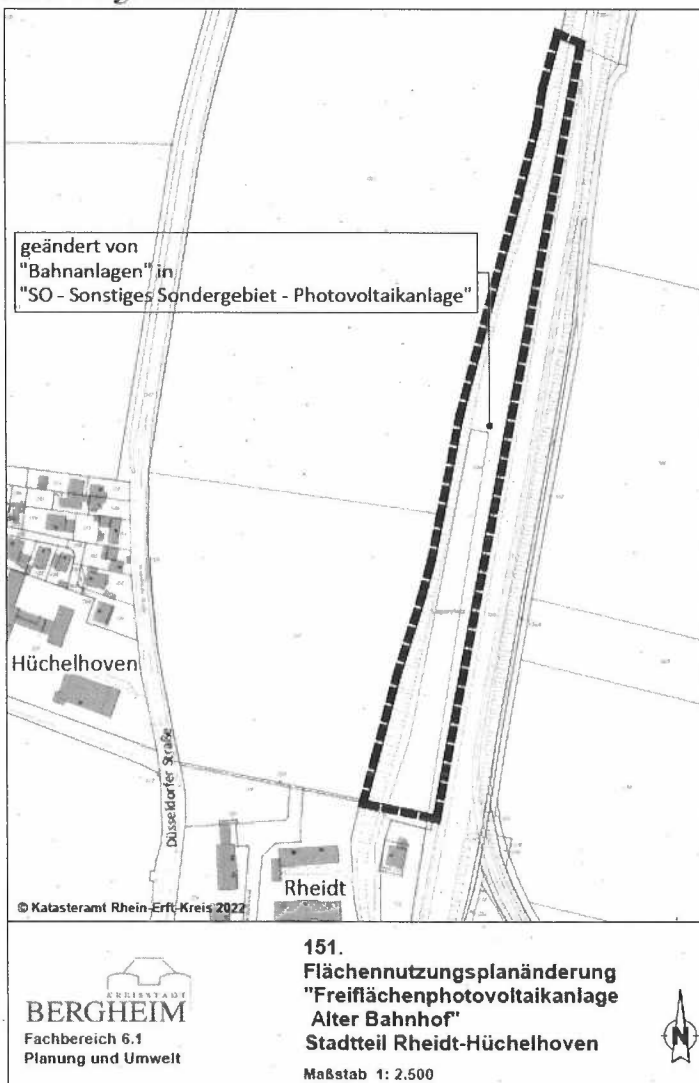 geändert von
"Bahnanlagen" in
"SO - Sonstiges Sondergebiet - Photovoltaikanlage"
Hüchelhoven
Düsseldorfer Straße
Rheidt
© Katasteramt Rhein-Erft-Kreis 2022
KREISSTADT
BERGHEIM
Fachbereich 6.1
Planung und Umwelt
151.
Flächennutzungsplanänderung
"Freiflächenphotovoltaikanlage
Alter Bahnhof"
Stadtteil Rheidt-Hüchelhoven
Maßstab 1: 2.500
N